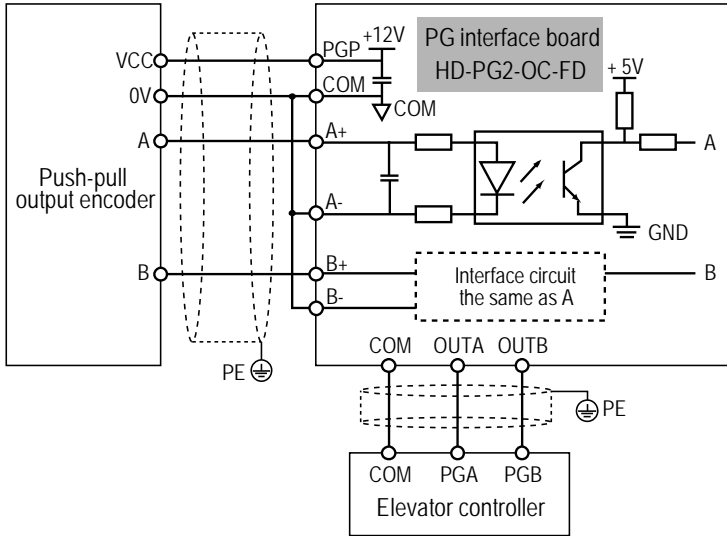 +12V
PG interface board
HD-PG2-OC-FD
+ 5V
VCC
PGP
0V
COM
COM
A
A+
A
Push-pull
output encoder
A-
GND
B
B+
Interface circuit
the same as A
B
B-
COM OUTA OUTB
PE
PE
COM PGA PGB
Elevator controller